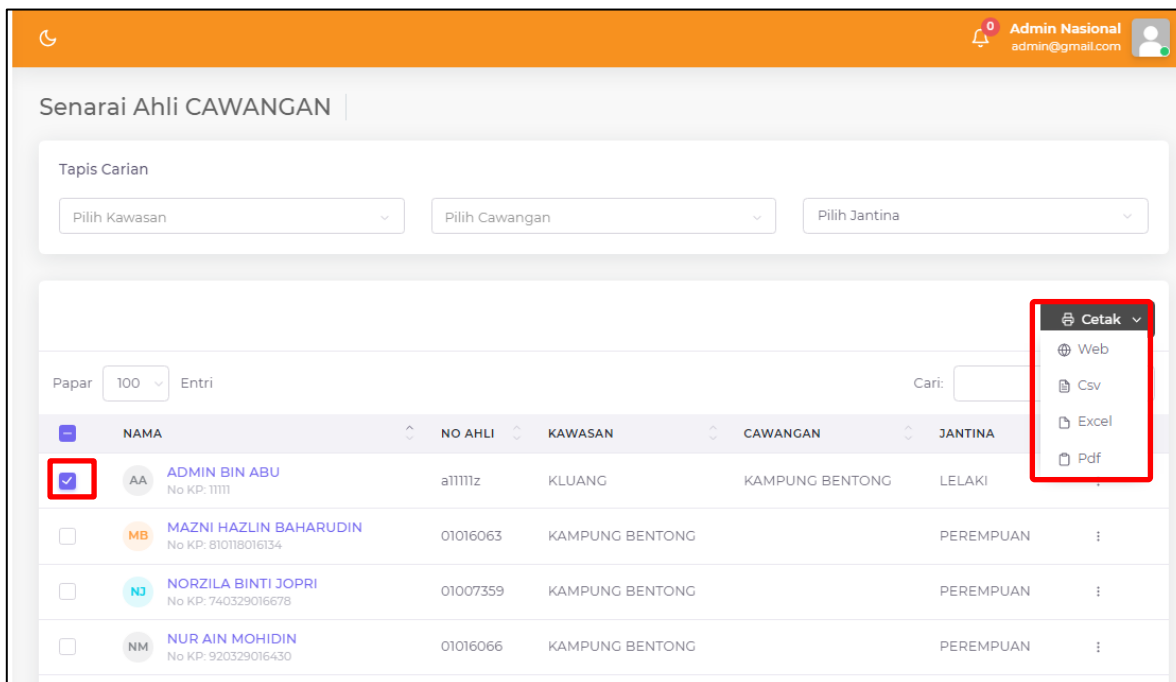 0
Admin Nasional
admin@gmail.com
Senarai Ahli CAWANGAN
Tapis Carian
Pilih Kawasan
Pilih Cawangan
Pilih Jantina
Cetak
Web
Csv
Excel
Pdf
Papar 100 Entri
Cari:
NAMA NO AHLI KAWASAN CAWANGAN JANTINA
AA ADMIN BIN ABU a11111z KLUANG KAMPUNG BENTONG LELAKI
No KP: 11111
MB MAZNI HAZLIN BAHARUDIN 01016063 KAMPUNG BENTONG PEREMPUAN
No KP: 810118016134
NJ NORZILA BINTI JOPRI 01007359 KAMPUNG BENTONG PEREMPUAN
No KP: 740329016678
NM NUR AIN MOHIDIN 01016066 KAMPUNG BENTONG PEREMPUAN
No KP: 920329016430